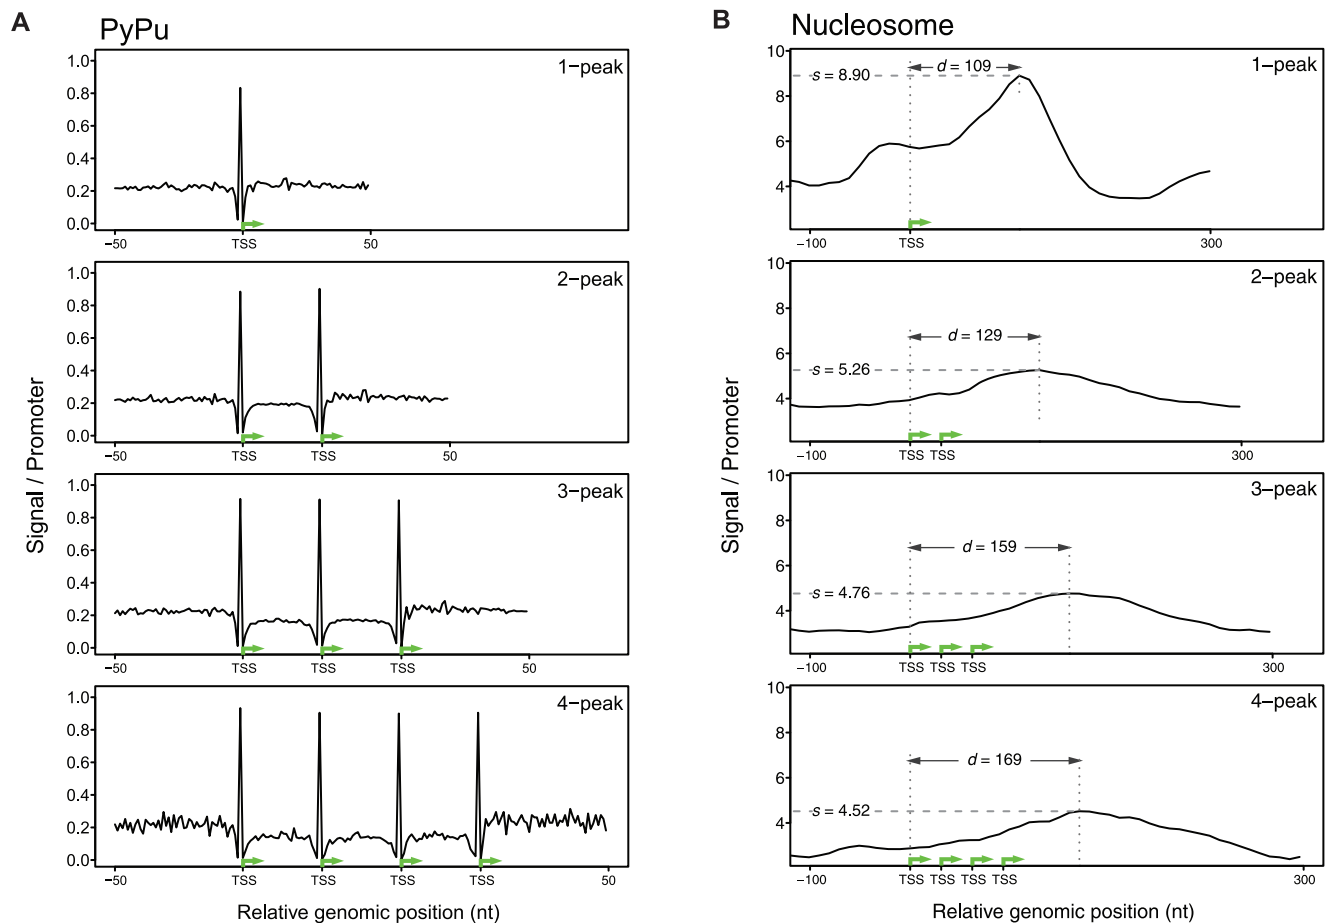 A
PyPu
Signal / Promoter
1–peak
1.0
0.8
0.6
0.4
0.2
0.0
–50
TSS
50
2–peak
1.0
0.8
0.6
0.4
0.2
0.0
–50
TSS
TSS
50
3–peak
1.0
0.8
0.6
0.4
0.2
0.0
–50
TSS
TSS
TSS
50
4–peak
1.0
0.8
0.6
0.4
0.2
0.0
–50
TSS
TSS
TSS
TSS
50
Relative genomic position (nt)
B
Nucleosome
Signal / Promoter
1–peak
10
8
6
4
d = 109
s = 8.90
–100
TSS
300
2–peak
10
8
6
4
d = 129
s = 5.26
–100
TSS
TSS
300
3–peak
10
8
6
4
d = 159
s = 4.76
–100
TSS
TSS
TSS
300
4–peak
10
8
6
4
d = 169
s = 4.52
–100
TSS
TSS
TSS
TSS
300
Relative genomic position (nt)